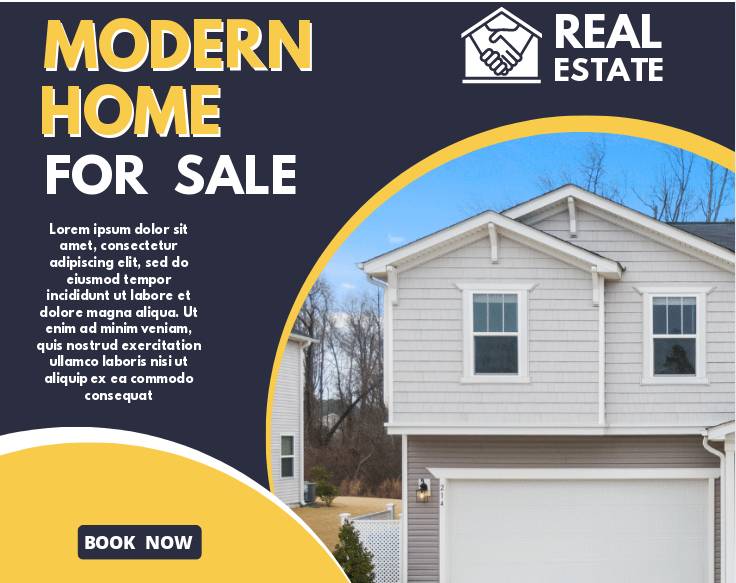 MODERN
HOME
FOR SALE
REAL
ESTATE
Lorem ipsum dolor sit
amet, consectetur
adipiscing elit, sed do
eiusmod tempor
incididunt ut labore et
dolore magna aliqua. Ut
enim ad minim veniam,
quis nostrud exercitation
ullamco laboris nisi ut
aliquip ex ea commodo
consequat
214
BOOK NOW